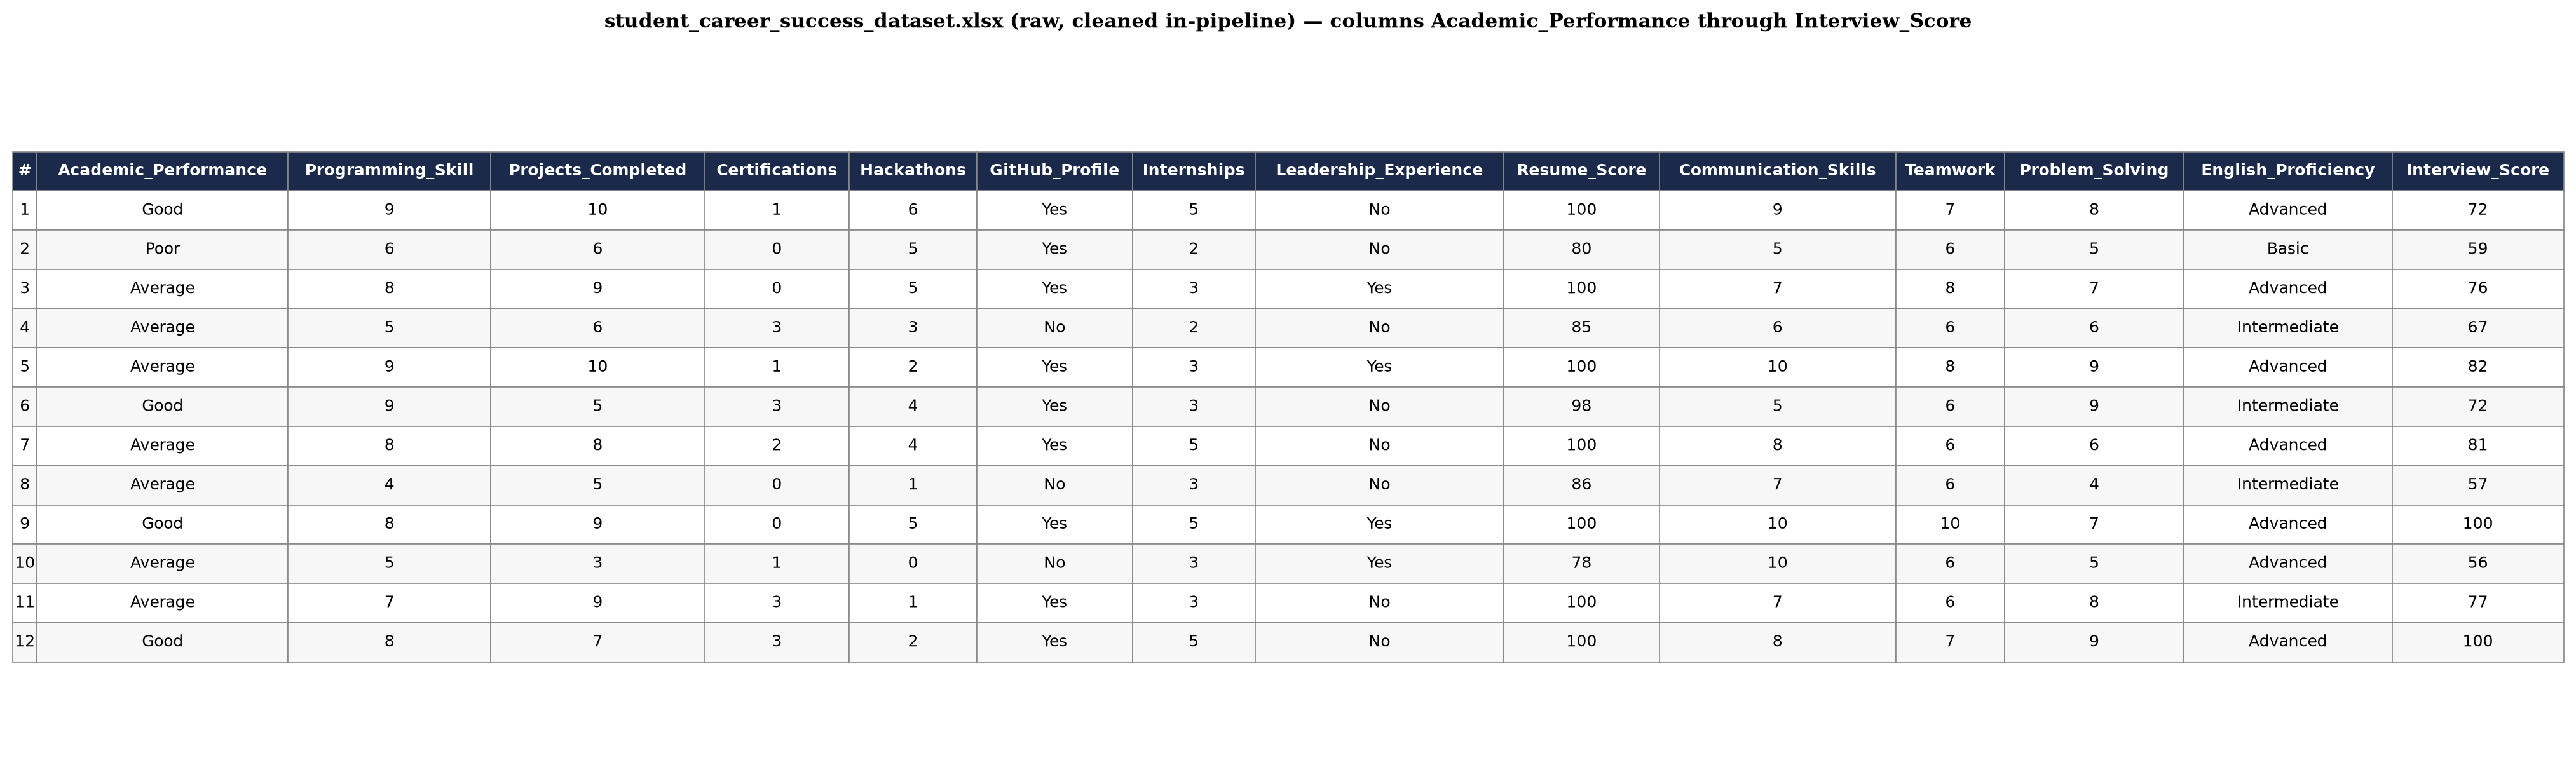 student_career_success_dataset.xlsx (raw, cleaned in-pipeline) — columns Academic_Performance through Interview_Score
# Academic_Performance Programming_Skill Projects_Completed Certifications Hackathons GitHub_Profile Internships Leadership_Experience Resume_Score Communication_Skills Teamwork Problem_Solving English_Proficiency Interview_Score
1 Good 9 10 1 6 Yes 5 No 100 9 7 8 Advanced 72
2 Poor 6 6 0 5 Yes 2 No 80 5 6 5 Basic 59
3 Average 8 9 0 5 Yes 3 Yes 100 7 8 7 Advanced 76
4 Average 5 6 3 3 No 2 No 85 6 6 6 Intermediate 67
5 Average 9 10 1 2 Yes 3 Yes 100 10 8 9 Advanced 82
6 Good 9 5 3 4 Yes 3 No 98 5 6 9 Intermediate 72
7 Average 8 8 2 4 Yes 5 No 100 8 6 6 Advanced 81
8 Average 4 5 0 1 No 3 No 86 7 6 4 Intermediate 57
9 Good 8 9 0 5 Yes 5 Yes 100 10 10 7 Advanced 100
10 Average 5 3 1 0 No 3 Yes 78 10 6 5 Advanced 56
11 Average 7 9 3 1 Yes 3 No 100 7 6 8 Intermediate 77
12 Good 8 7 3 2 Yes 5 No 100 8 7 9 Advanced 100